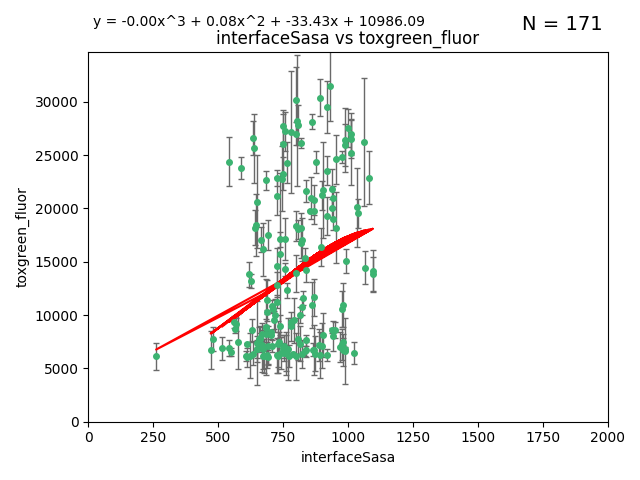 y = -0.00x^3 + 0.08x^2 + -33.43x + 10986.09
N = 171
interfaceSasa vs toxgreen_fluor
30000
25000
20000
15000
10000
5000
0
toxgreen_fluor
0 250 500 750 1000 1250 1500 1750 2000
interfaceSasa